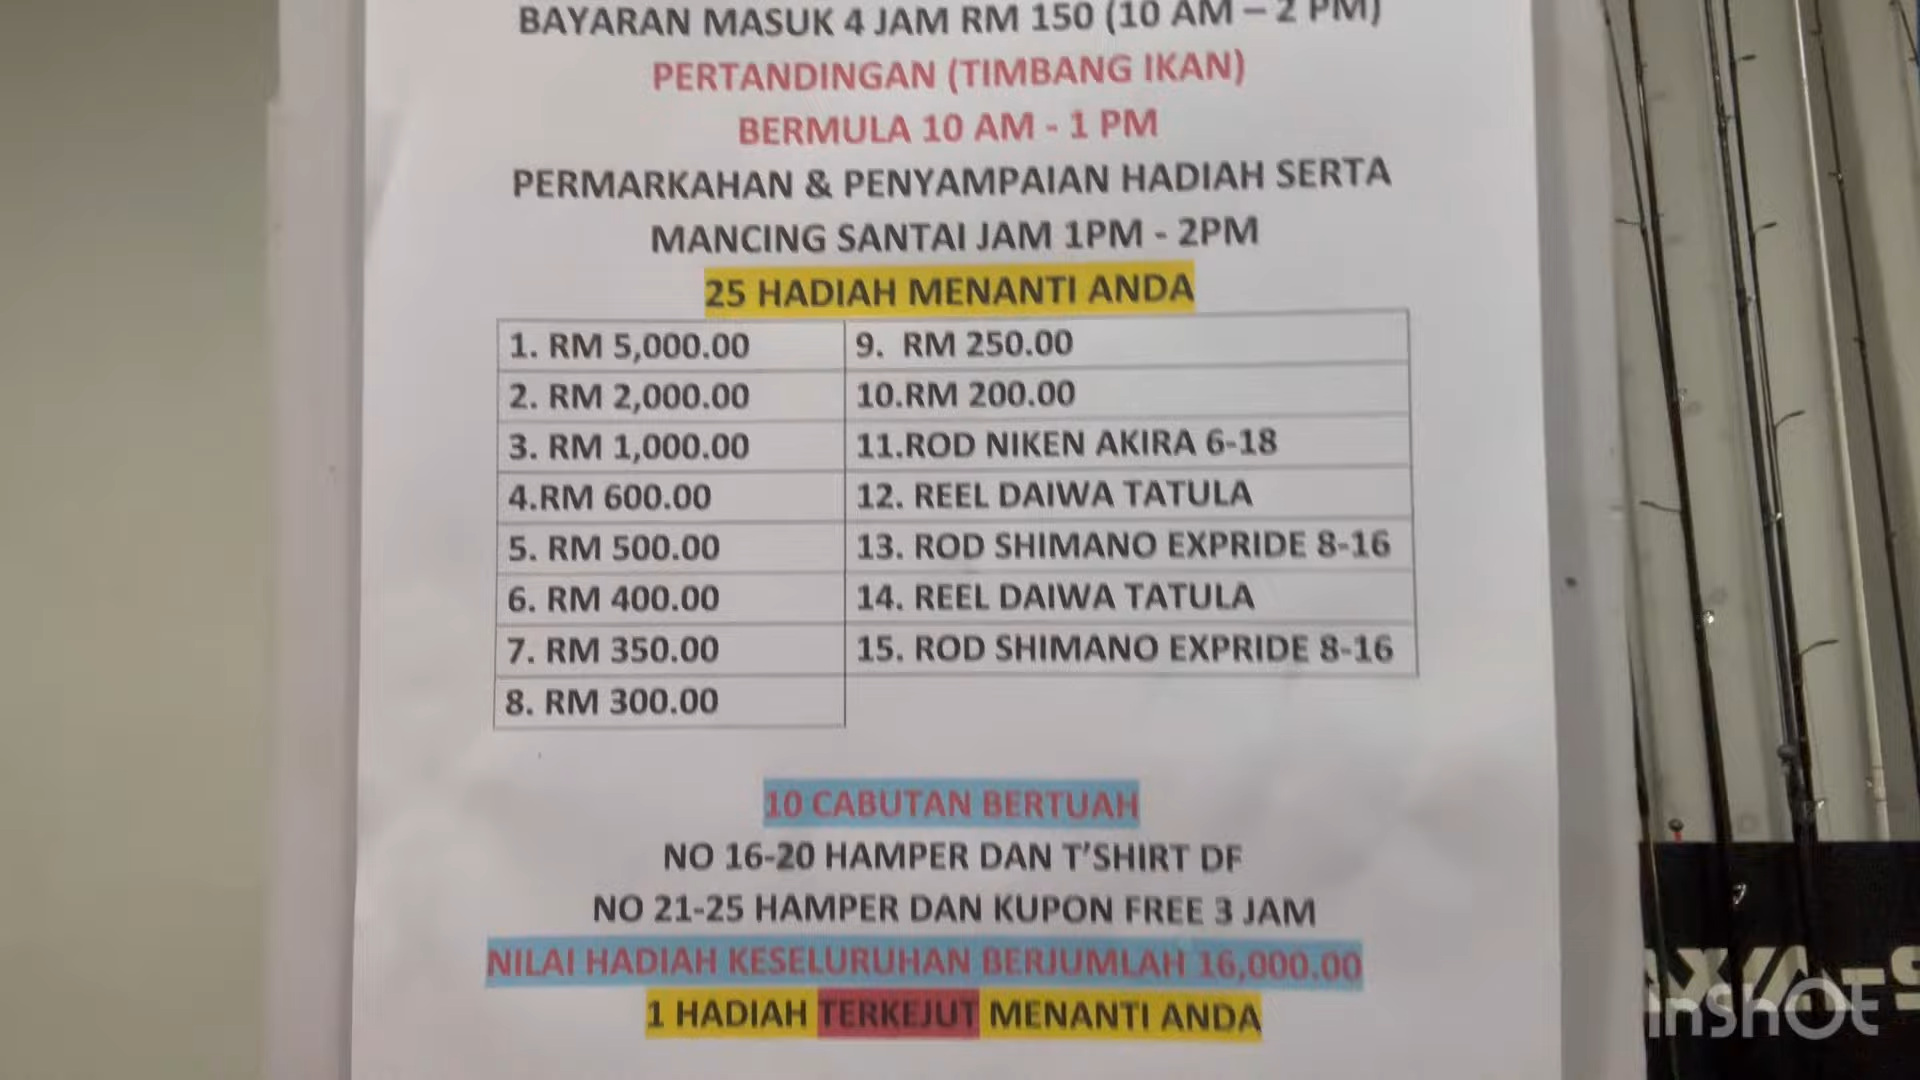 BAYARAN MASUK 4 JAM RM 150 (10 AM – 2 PM)
PERTANDINGAN (TIMBANG IKAN)
BERMULA 10 AM - 1 PM
PERMARKAHAN & PENYAMPAIAN HADIAH SERTA
MANCING SANTAI JAM 1PM - 2PM
25 HADIAH MENANTI ANDA
1. RM 5,000.00
2. RM 2,000.00
3. RM 1,000.00
4.RM 600.00
5. RM 500.00
6. RM 400.00
7. RM 350.00
8. RM 300.00
9. RM 250.00
10.RM 200.00
11.ROD NIKEN AKIRA 6-18
12. REEL DAIWA TATULA
13. ROD SHIMANO EXPRIDE 8-16
14. REEL DAIWA TATULA
15. ROD SHIMANO EXPRIDE 8-16
10 CABUTAN BERTUAH
NO 16-20 HAMPER DAN T'SHIRT DF
NO 21-25 HAMPER DAN KUPON FREE 3 JAM
NILAI HADIAH KESELURUHAN BERJUMLAH 16,000.00
1 HADIAH TERKEJUT MENANTI ANDA
InShOt